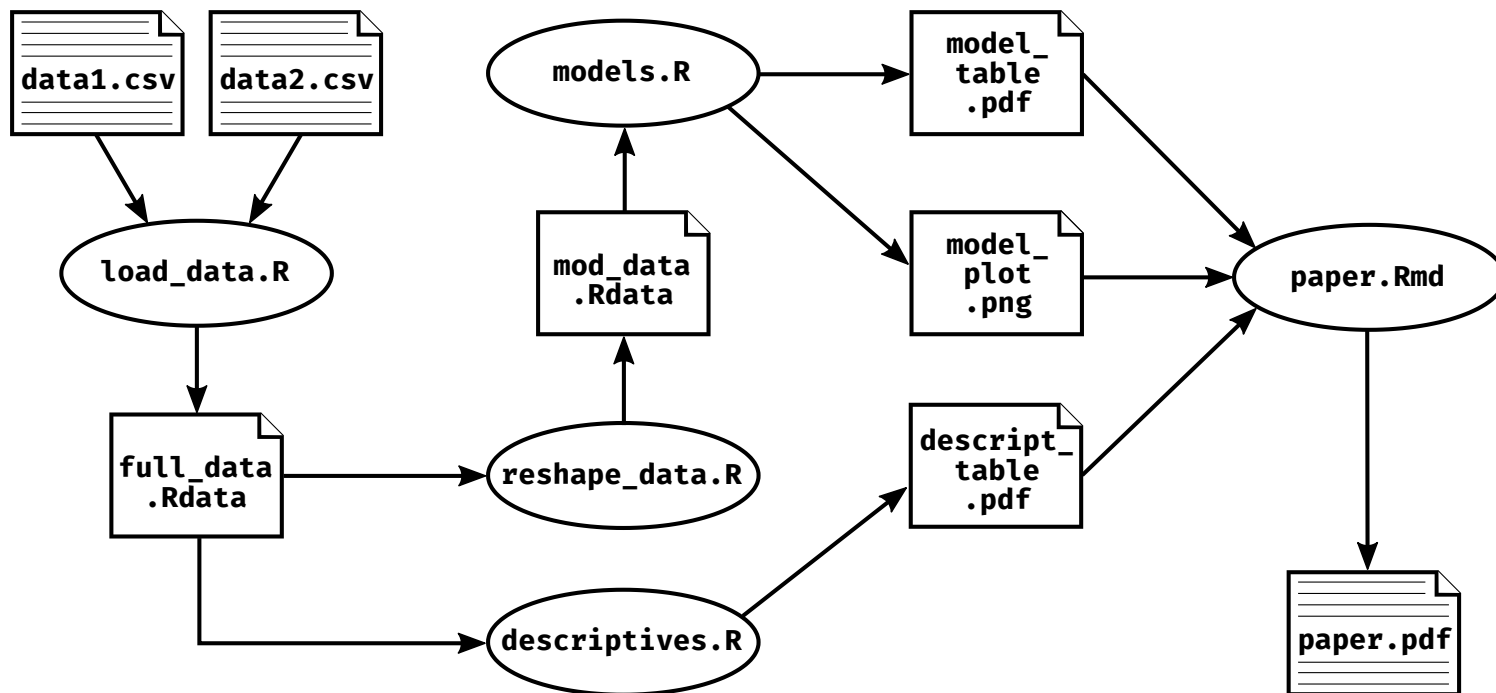 data1.csv
data2.csv
load_data.R
full_data
.Rdata
reshape_data.R
descriptives.R
mod_data
.Rdata
models.R
model_
table
.pdf
model_
plot
.png
descript_
table
.pdf
paper.Rmd
paper.pdf